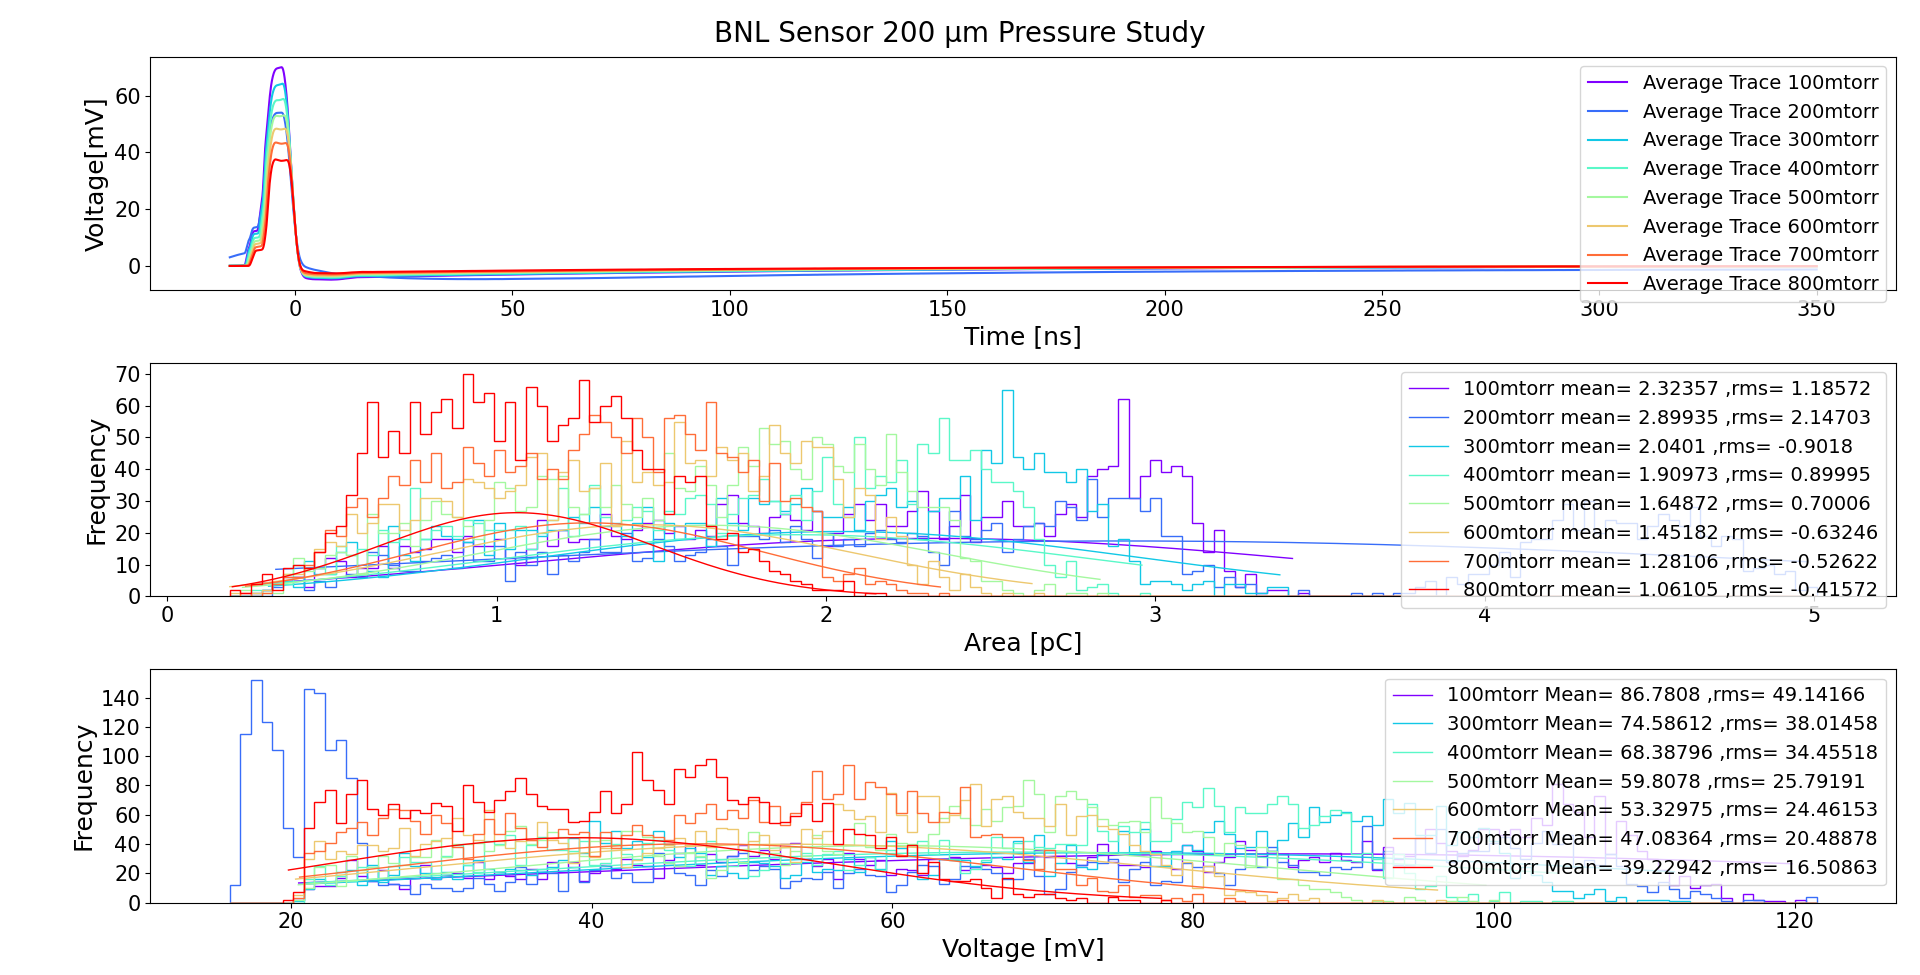 BNL Sensor 200 μm Pressure Study
Voltage[mV]
60
40
20
0
Average Trace 100mtorr
Average Trace 200mtorr
Average Trace 300mtorr
Average Trace 400mtorr
Average Trace 500mtorr
Average Trace 600mtorr
Average Trace 700mtorr
Average Trace 800mtorr
0 50 100 150 200 250 300 350
Time [ns]
Frequency
70
60
50
40
30
20
10
0
100mtorr mean= 2.32357 ,rms= 1.18572
200mtorr mean= 2.89935 ,rms= 2.14703
300mtorr mean= 2.0401 ,rms= -0.9018
400mtorr mean= 1.90973 ,rms= 0.89995
500mtorr mean= 1.64872 ,rms= 0.70006
600mtorr mean= 1.45182 ,rms= -0.63246
700mtorr mean= 1.28106 ,rms= -0.52622
800mtorr mean= 1.06105 ,rms= -0.41572
0 1 2 3 4 5
Area [pC]
Frequency
140
120
100
80
60
40
20
0
100mtorr Mean= 86.7808 ,rms= 49.14166
300mtorr Mean= 74.58612 ,rms= 38.01458
400mtorr Mean= 68.38796 ,rms= 34.45518
500mtorr Mean= 59.8078 ,rms= 25.79191
600mtorr Mean= 53.32975 ,rms= 24.46153
700mtorr Mean= 47.08364 ,rms= 20.48878
800mtorr Mean= 39.22942 ,rms= 16.50863
20 40 60 80 100 120
Voltage [mV]